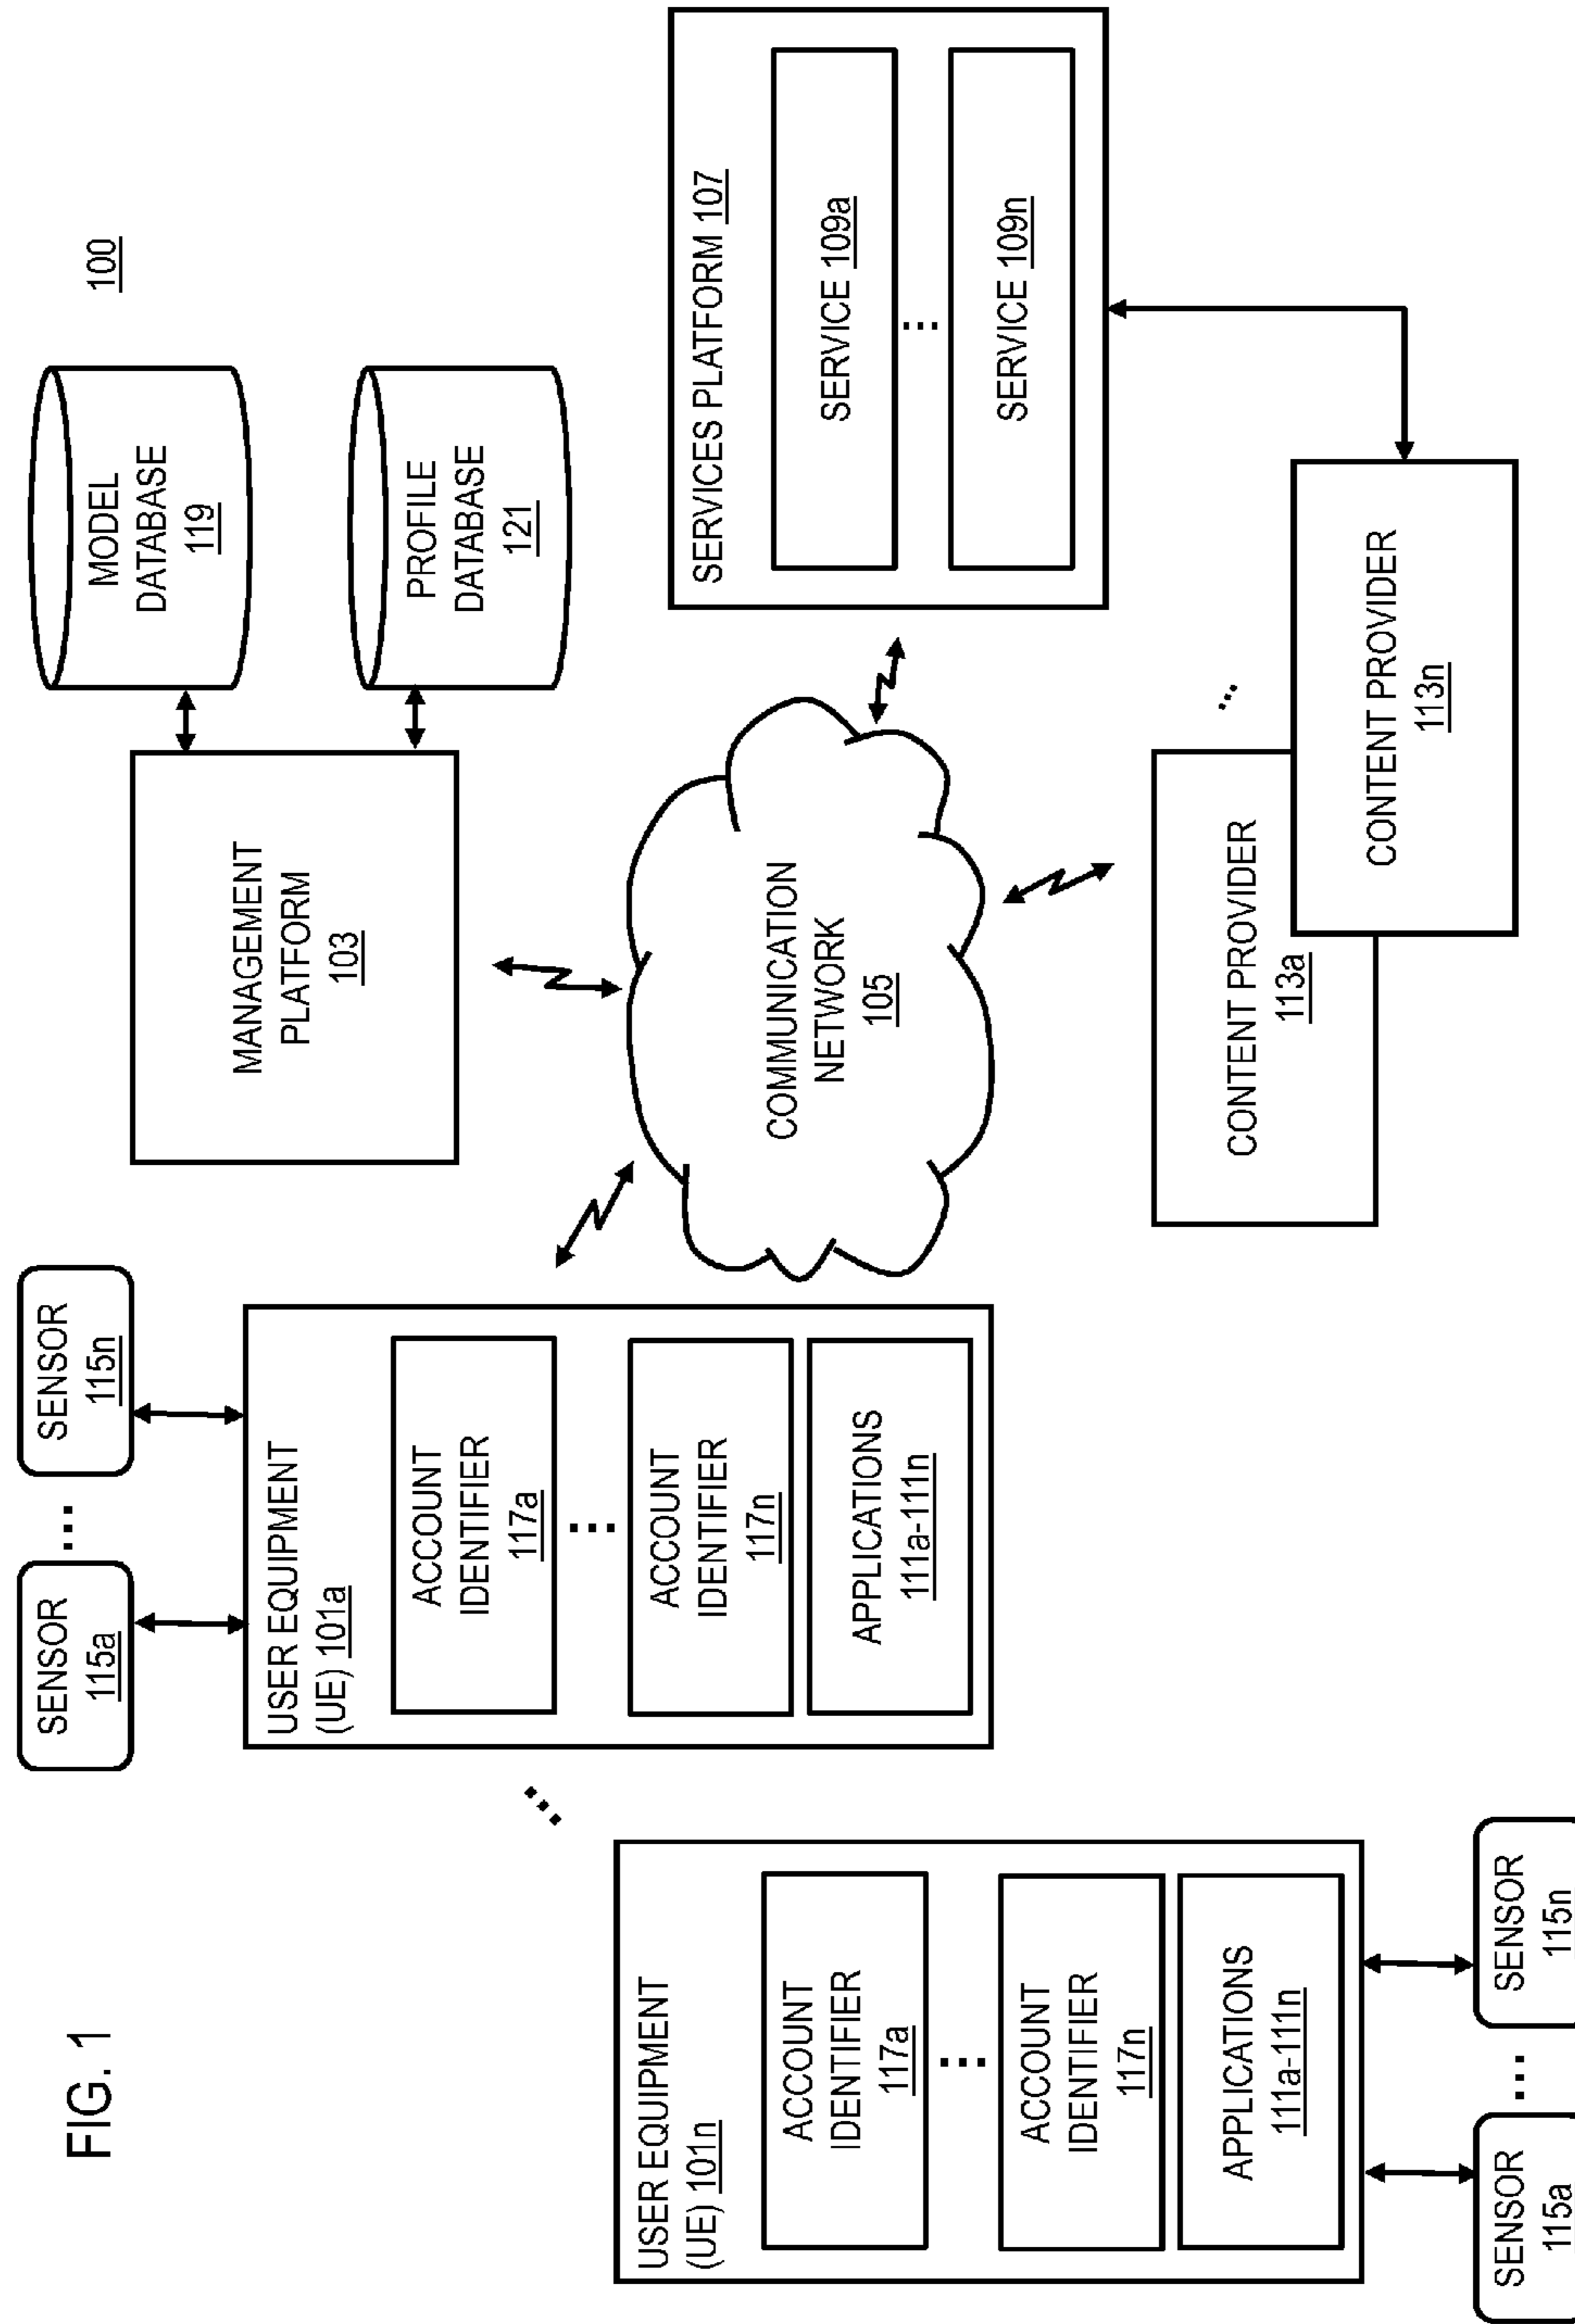 FIG. 1
100
SENSOR
115a
...
SENSOR
115n
USER EQUIPMENT
(UE) 101a
ACCOUNT
IDENTIFIER
117a
...
ACCOUNT
IDENTIFIER
117n
APPLICATIONS
111a-111n
...
USER EQUIPMENT
(UE) 101n
ACCOUNT
IDENTIFIER
117a
...
ACCOUNT
IDENTIFIER
117n
APPLICATIONS
111a-111n
SENSOR
115a
...
SENSOR
115n
MANAGEMENT
PLATFORM
103
MODEL
DATABASE
119
PROFILE
DATABASE
121
COMMUNICATION
NETWORK
105
SERVICES PLATFORM 107
SERVICE 109a
...
SERVICE 109n
CONTENT PROVIDER
113a
...
CONTENT PROVIDER
113n